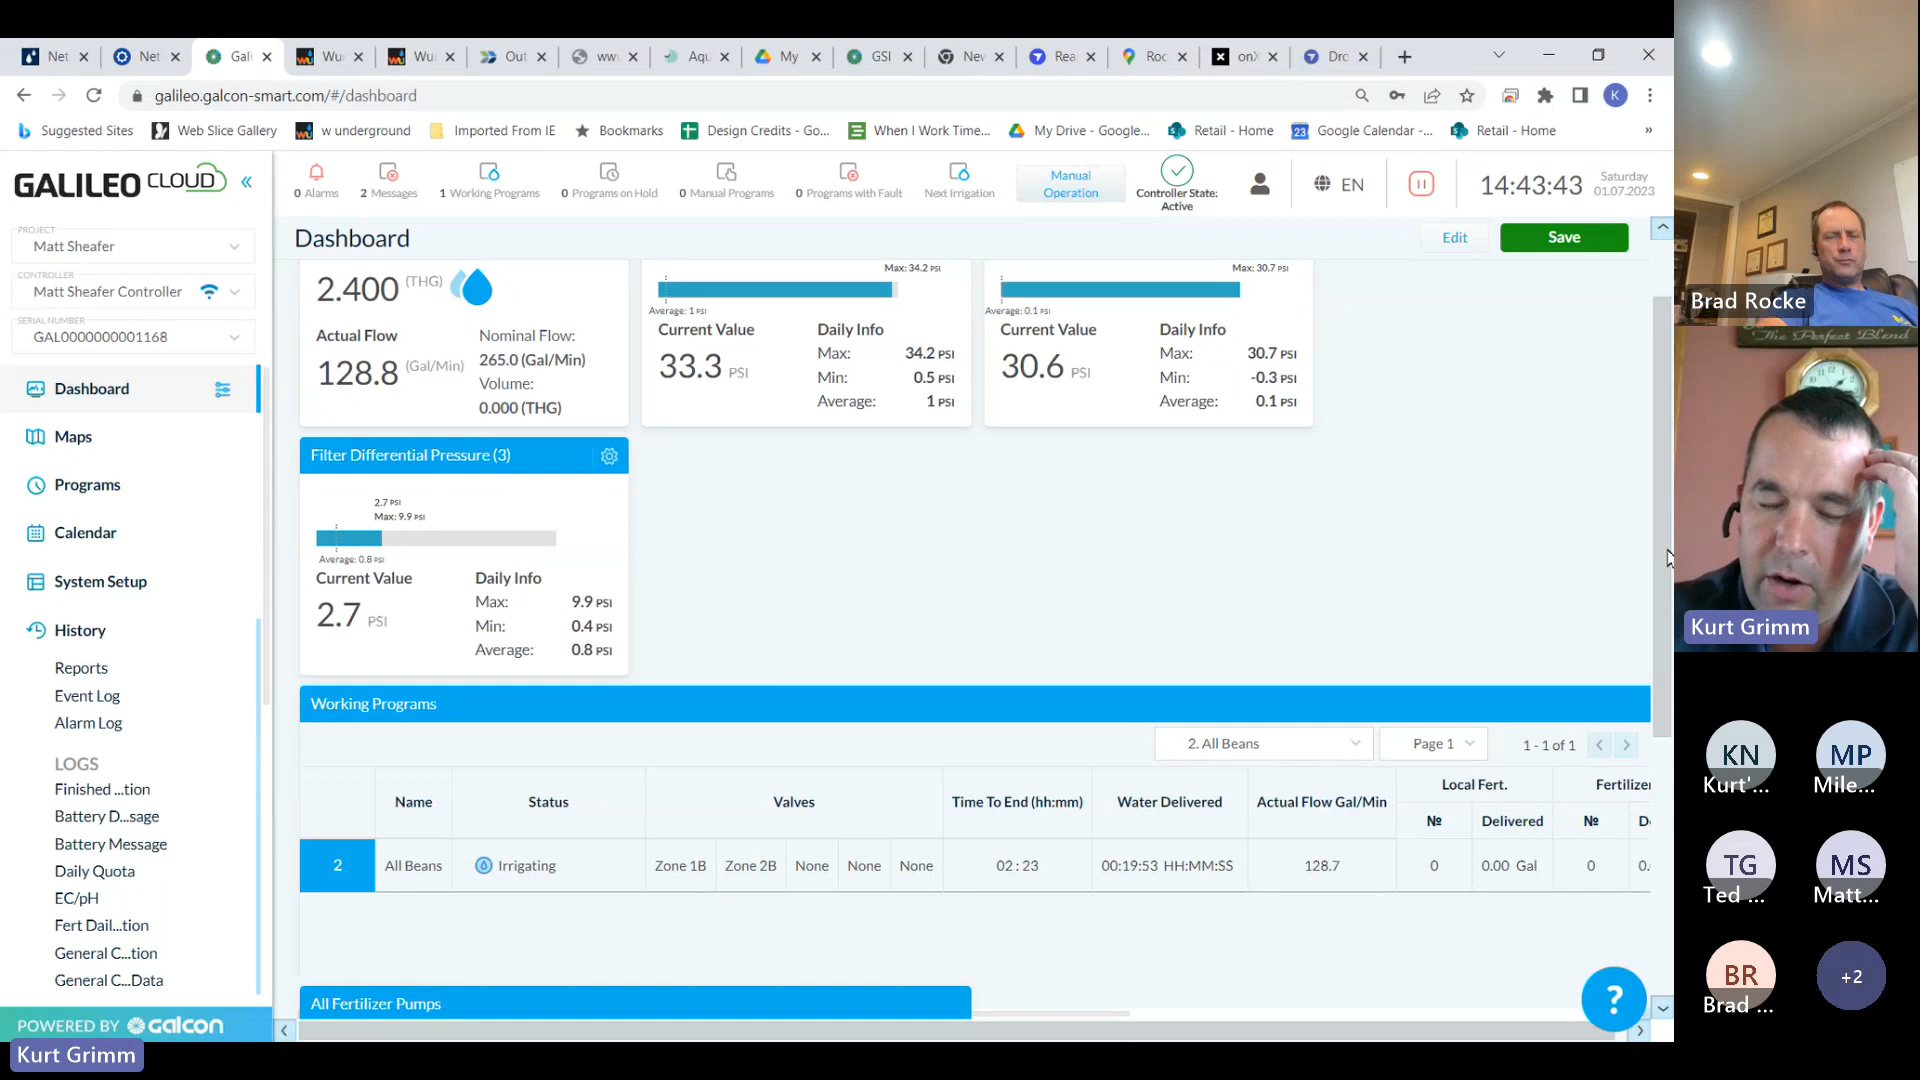 Net
Net
Gali
Wu
Wu
Out
ww
Aqu
My
GSI
Nev
Rea
Roc
onX
Dro
galileo.galcon-smart.com/#/dashboard
K
Suggested Sites
Web Slice Gallery
w underground
Imported From IE
Bookmarks
Design Credits - Go...
When I Work Time...
My Drive - Google...
Retail - Home
23 Google Calendar -...
Retail - Home
»
GALILEO CLOUD
«
0 Alarms
2 Messages
1 Working Programs
0 Programs on Hold
0 Manual Programs
0 Programs with Fault
Next Irrigation
Manual
Operation
Controller State:
Active
EN
14:43:43
Saturday
01.07.2023
PROJECT
Matt Sheafer
CONTROLLER
Matt Sheafer Controller
SERIAL NUMBER
GAL0000000001168
Dashboard
Maps
Programs
Calendar
System Setup
History
Reports
Event Log
Alarm Log
LOGS
Finished ...tion
Battery D...sage
Battery Message
Daily Quota
EC/pH
Fert Dail...tion
General C...tion
General C...Data
POWERED BY galcon
Kurt Grimm
Dashboard
Edit
Save
2.400 (THG)
Actual Flow
128.8 (Gal/Min)
Nominal Flow:
265.0 (Gal/Min)
Volume:
0.000 (THG)
Max: 34.2 PSI
Average: 1 PSI
Current Value
33.3 PSI
Daily Info
Max: 34.2 PSI
Min: 0.5 PSI
Average: 1 PSI
Max: 30.7 PSI
Average: 0.1 PSI
Current Value
30.6 PSI
Daily Info
Max: 30.7 PSI
Min: -0.3 PSI
Average: 0.1 PSI
Filter Differential Pressure (3)
2.7 PSI
Max: 9.9 PSI
Average: 0.8 PSI
Current Value
2.7 PSI
Daily Info
Max: 9.9 PSI
Min: 0.4 PSI
Average: 0.8 PSI
Working Programs
2. All Beans
Page 1
1 - 1 of 1
Name
Status
Valves
Time To End (hh:mm)
Water Delivered
Actual Flow Gal/Min
Local Fert.
Fertilizer
№
Delivered
№
D
2
All Beans
Irrigating
Zone 1B
Zone 2B
None
None
None
02 : 23
00:19:53 HH:MM:SS
128.7
0
0.00 Gal
0
0.
All Fertilizer Pumps
?
Brad Rocke
The Perfect Blend
Kurt Grimm
KN
Kurt'...
MP
Mile...
TG
Ted ...
MS
Matt...
BR
Brad ...
+2